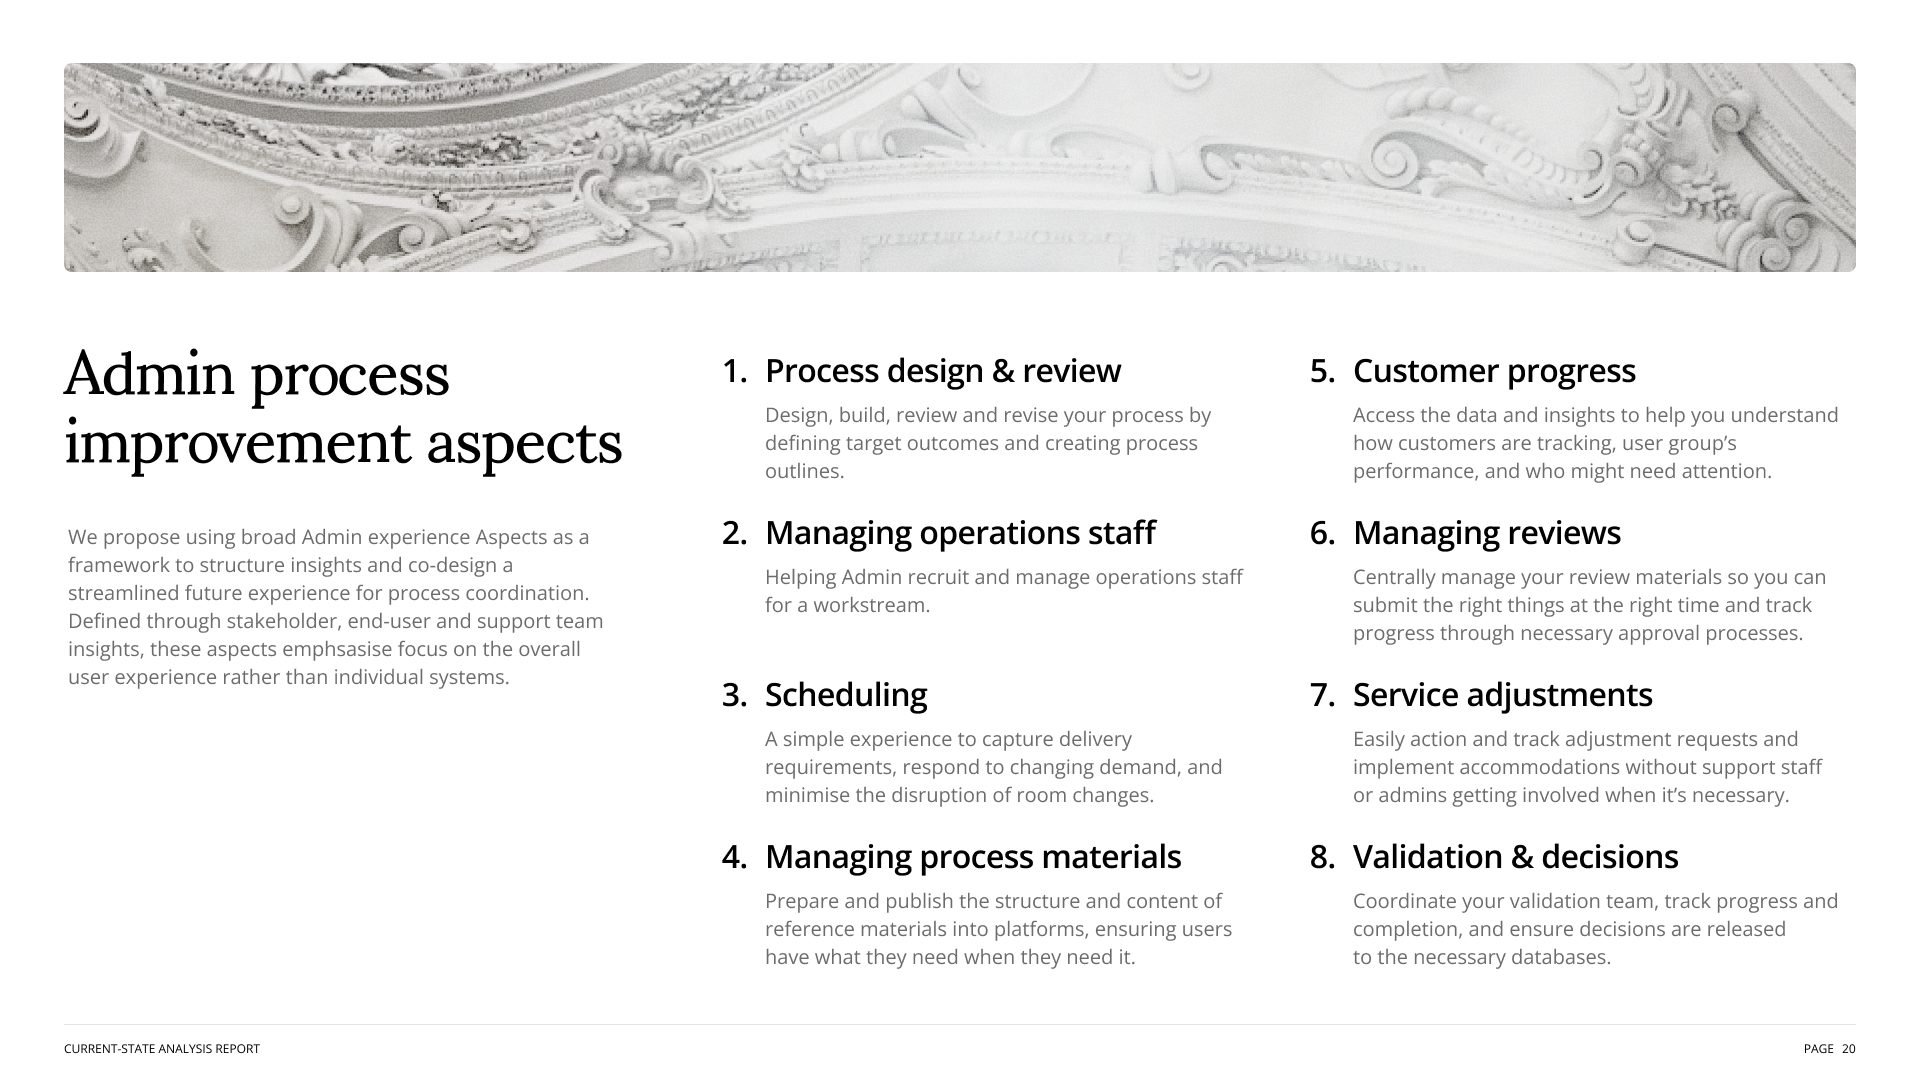 Admin process
improvement aspects
We propose using broad Admin experience Aspects as a
framework to structure insights and co-design a
streamlined future experience for process coordination.
Defined through stakeholder, end-user and support team
insights, these aspects emphsasise focus on the overall
user experience rather than individual systems.
1. Process design & review
Design, build, review and revise your process by
defining target outcomes and creating process
outlines.
2. Managing operations staff
Helping Admin recruit and manage operations staff
for a workstream.
3. Scheduling
A simple experience to capture delivery
requirements, respond to changing demand, and
minimise the disruption of room changes.
4. Managing process materials
Prepare and publish the structure and content of
reference materials into platforms, ensuring users
have what they need when they need it.
5. Customer progress
Access the data and insights to help you understand
how customers are tracking, user group’s
performance, and who might need attention.
6. Managing reviews
Centrally manage your review materials so you can
submit the right things at the right time and track
progress through necessary approval processes.
7. Service adjustments
Easily action and track adjustment requests and
implement accommodations without support staff
or admins getting involved when it’s necessary.
8. Validation & decisions
Coordinate your validation team, track progress and
completion, and ensure decisions are released
to the necessary databases.
CURRENT-STATE ANALYSIS REPORT
PAGE 20